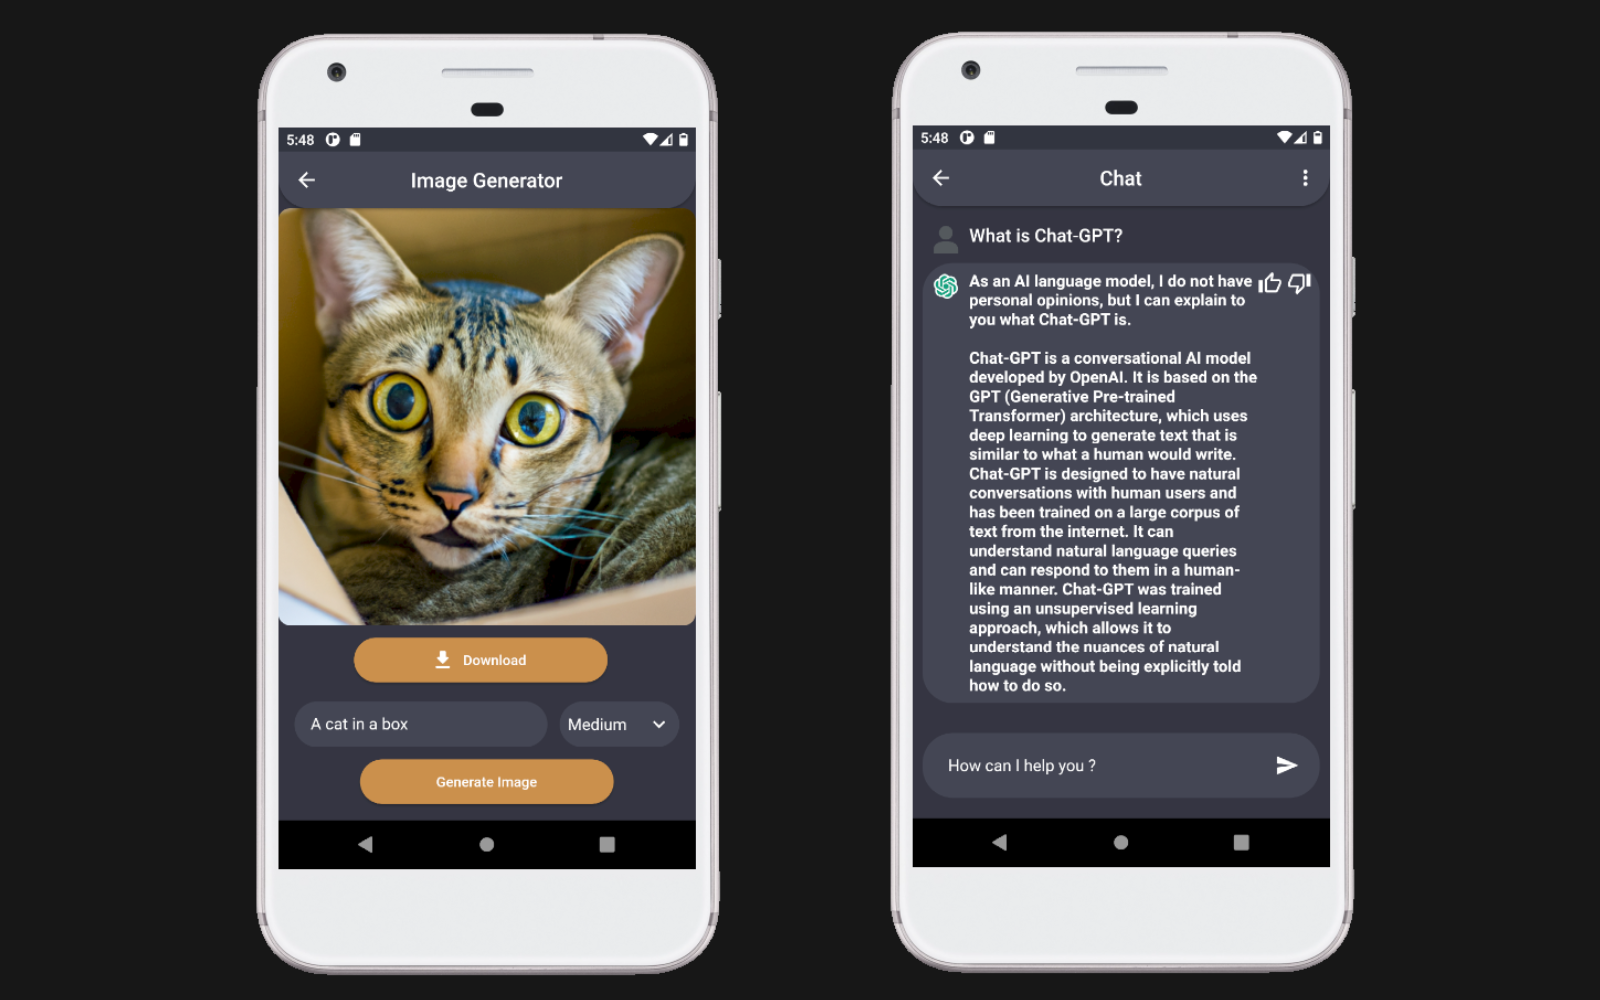 5:48
Image Generator
Download
A cat in a box
Medium
Generate Image
5:48
Chat
What is Chat-GPT?
As an AI language model, I do not have
personal opinions, but I can explain to
you what Chat-GPT is.
Chat-GPT is a conversational AI model
developed by OpenAI. It is based on the
GPT (Generative Pre-trained
Transformer) architecture, which uses
deep learning to generate text that is
similar to what a human would write.
Chat-GPT is designed to have natural
conversations with human users and
has been trained on a large corpus of
text from the internet. It can
understand natural language queries
and can respond to them in a human-
like manner. Chat-GPT was trained
using an unsupervised learning
approach, which allows it to
understand the nuances of natural
language without being explicitly told
how to do so.
How can I help you ?